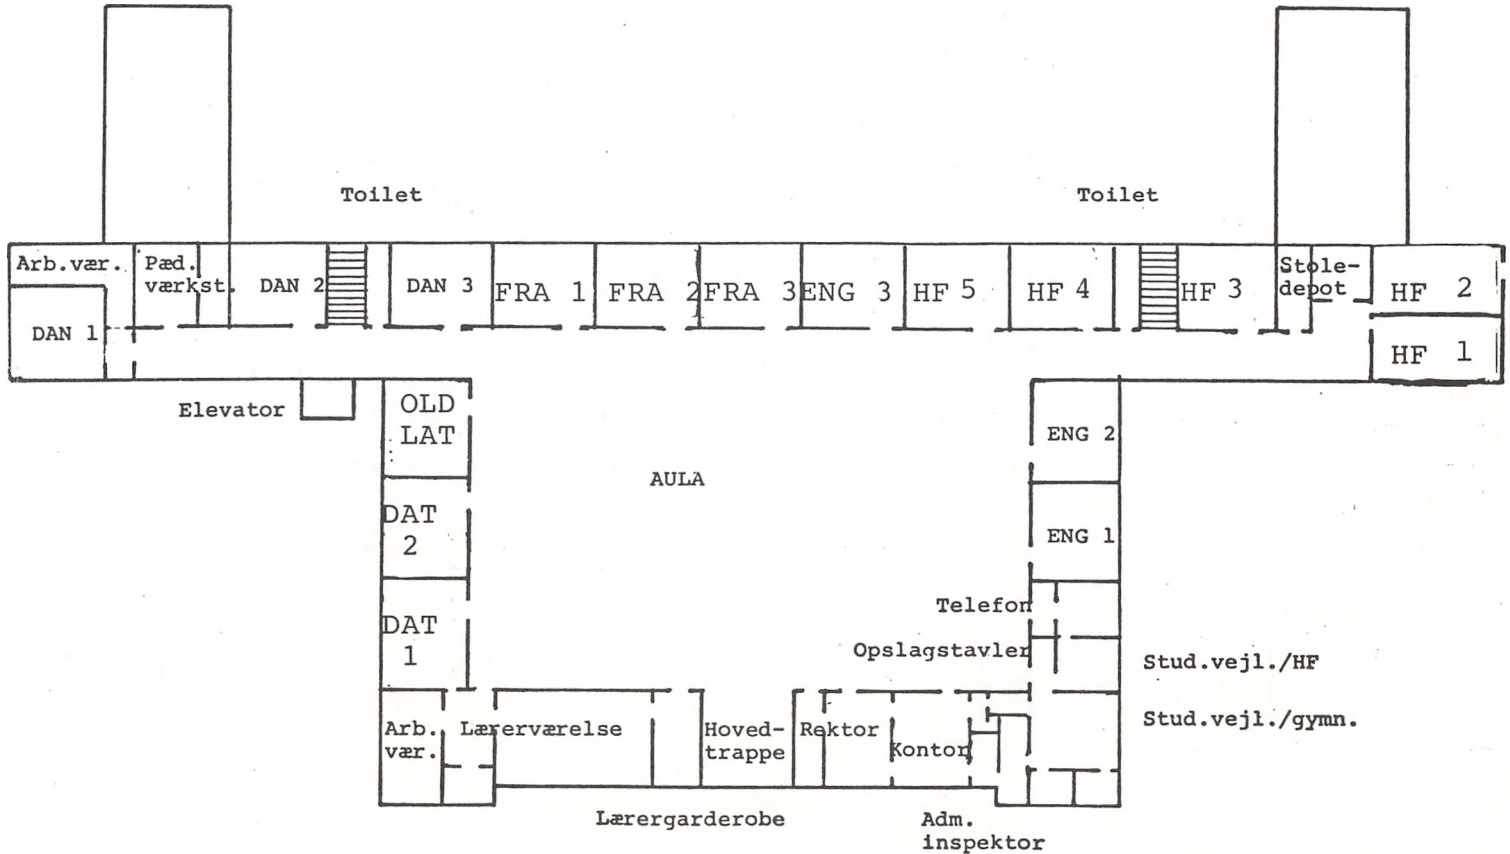 Toilet
Toilet
Arb.vær.
Pæd.
værkst.
DAN 2
DAN 3
FRA 1
FRA 2
FRA 3
ENG 3
HF 5
HF 4
HF 3
Stole-
depot
HF 2
DAN 1
HF 1
Elevator
OLD
LAT
ENG 2
AULA
DAT
2
ENG 1
Telefon
DAT
1
Opslagstavler
Stud.vejl./HF
Stud.vejl./gymn.
Arb.
vær.
Lærerværelse
Hoved-
trappe
Rektor
Kontor
Lærergarderobe
Adm.
inspektor